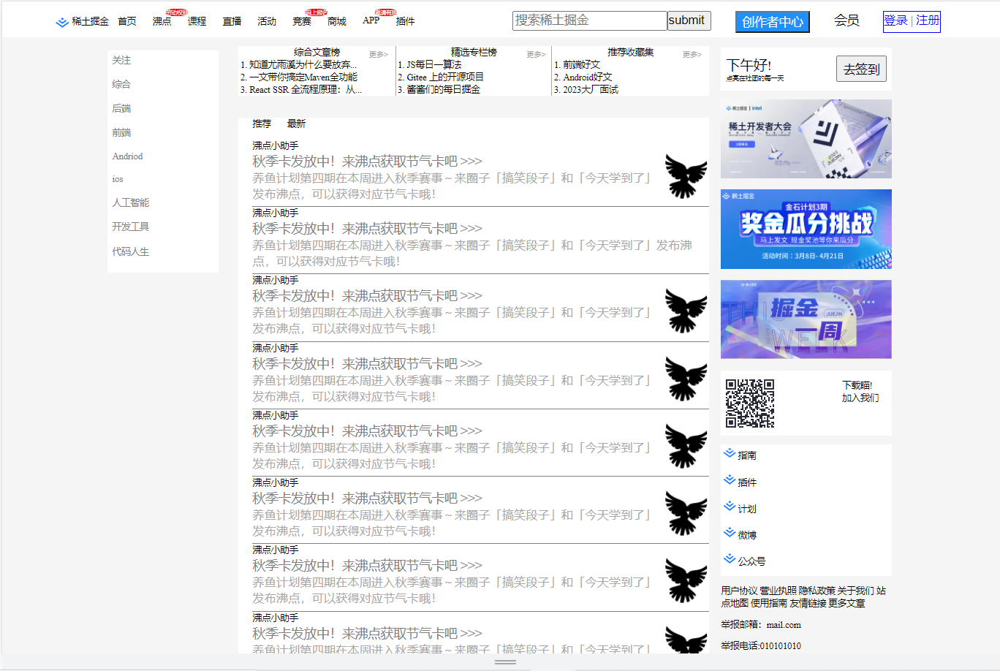 稀土掘金 首页 沸点 课程 直播 活动 竞赛 商城 APP 插件
搜索稀土掘金 submit 创作者中心 会员 登录 | 注册
关注
综合
后端
前端
Andriod
ios
人工智能
开发工具
代码人生
综合文章榜 更多>
1. 知道尤雨溪为什么要放弃...
2. 一文带你搞定Maven全功能
3. React SSR 全流程原理：从...
精选专栏榜 更多>
1. JS每日一算法
2. Gitee 上的开源项目
3. 酱酱们的每日掘金
推荐收藏集 更多>
1. 前端好文
2. Android好文
3. 2023大厂面试
推荐 最新
沸点小助手
秋季卡发放中！来沸点获取节气卡吧 >>>
养鱼计划第四期在本周进入秋季赛事～来圈子「搞笑段子」和「今天学到了」
发布沸点，可以获得对应节气卡哦！
沸点小助手
秋季卡发放中！来沸点获取节气卡吧 >>>
养鱼计划第四期在本周进入秋季赛事～来圈子「搞笑段子」和「今天学到了」发布沸
点，可以获得对应节气卡哦！
沸点小助手
秋季卡发放中！来沸点获取节气卡吧 >>>
养鱼计划第四期在本周进入秋季赛事～来圈子「搞笑段子」和「今天学到了」
发布沸点，可以获得对应节气卡哦！
沸点小助手
秋季卡发放中！来沸点获取节气卡吧 >>>
养鱼计划第四期在本周进入秋季赛事～来圈子「搞笑段子」和「今天学到了」
发布沸点，可以获得对应节气卡哦！
沸点小助手
秋季卡发放中！来沸点获取节气卡吧 >>>
养鱼计划第四期在本周进入秋季赛事～来圈子「搞笑段子」和「今天学到了」
发布沸点，可以获得对应节气卡哦！
沸点小助手
秋季卡发放中！来沸点获取节气卡吧 >>>
养鱼计划第四期在本周进入秋季赛事～来圈子「搞笑段子」和「今天学到了」
发布沸点，可以获得对应节气卡哦！
沸点小助手
秋季卡发放中！来沸点获取节气卡吧 >>>
养鱼计划第四期在本周进入秋季赛事～来圈子「搞笑段子」和「今天学到了」
发布沸点，可以获得对应节气卡哦！
沸点小助手
秋季卡发放中！来沸点获取节气卡吧 >>>
养鱼计划第四期在本周进入秋季赛事～来圈子「搞笑段子」和「今天学到了」
下午好!
点亮在社团的每一天
去签到
稀土掘金 | intel
稀土开发者大会
稀土掘金
金石计划3期
奖金瓜分挑战
马上发文 现金奖池等你来瓜分
活动时间：3月8日- 4月21日
掘金
JUEJIN
一周
WEEK
下载瞄!
加入我们
指南
插件
计划
微博
公众号
用户协议 营业执照 隐私政策 关于我们 站
点地图 使用指南 友情链接 更多文章
举报邮箱：mail.com
举报电话:010101010